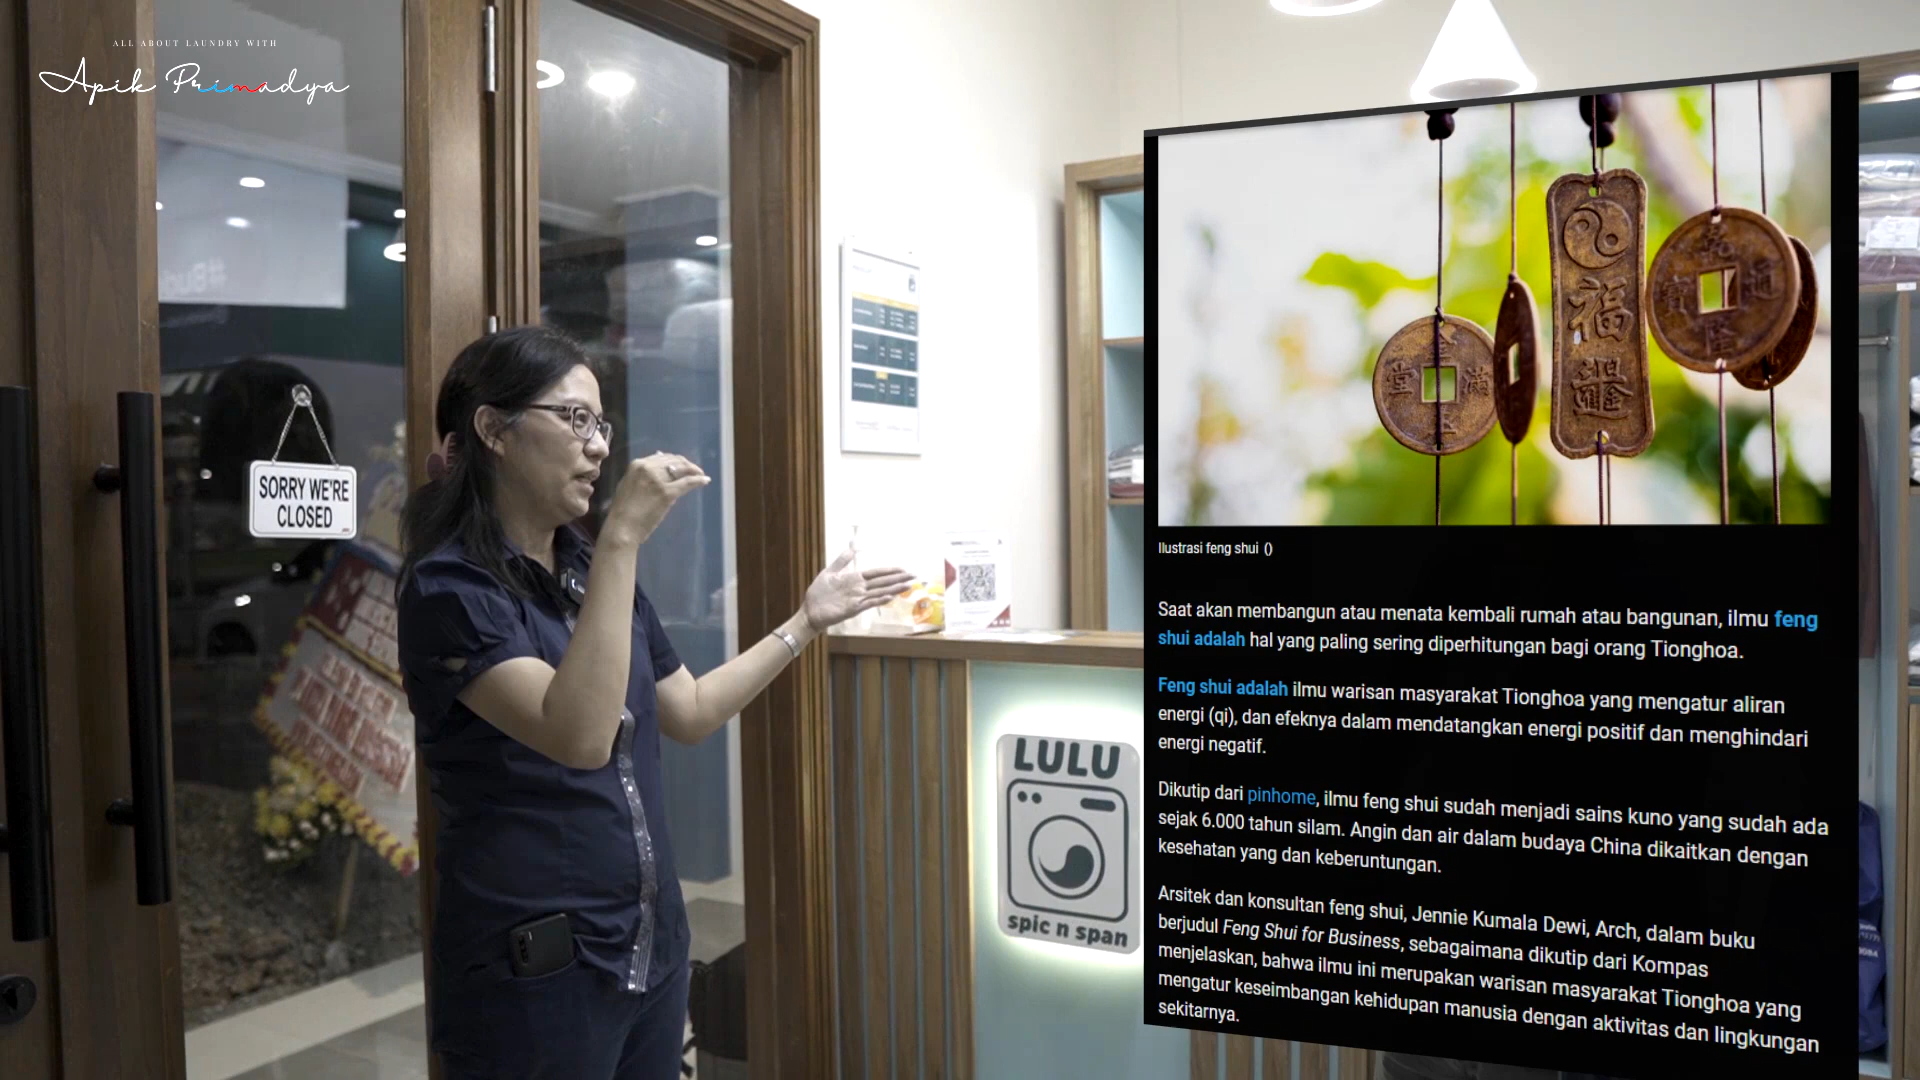 ALL ABOUT LAUNDRY WITH
Apik Primadya
SORRY WE'RE
CLOSED
LULU
spic n span
福
堂
滿
Ilustrasi feng shui ()
Saat akan membangun atau menata kembali rumah atau bangunan, ilmu feng
shui adalah hal yang paling sering diperhitungan bagi orang Tionghoa.
Feng shui adalah ilmu warisan masyarakat Tionghoa yang mengatur aliran
energi (qi), dan efeknya dalam mendatangkan energi positif dan menghindari
energi negatif.
Dikutip dari pinhome, ilmu feng shui sudah menjadi sains kuno yang sudah ada
sejak 6.000 tahun silam. Angin dan air dalam budaya China dikaitkan dengan
kesehatan yang dan keberuntungan.
Arsitek dan konsultan feng shui, Jennie Kumala Dewi, Arch, dalam buku
berjudul Feng Shui for Business, sebagaimana dikutip dari Kompas
menjelaskan, bahwa ilmu ini merupakan warisan masyarakat Tionghoa yang
mengatur keseimbangan kehidupan manusia dengan aktivitas dan lingkungan
sekitarnya.